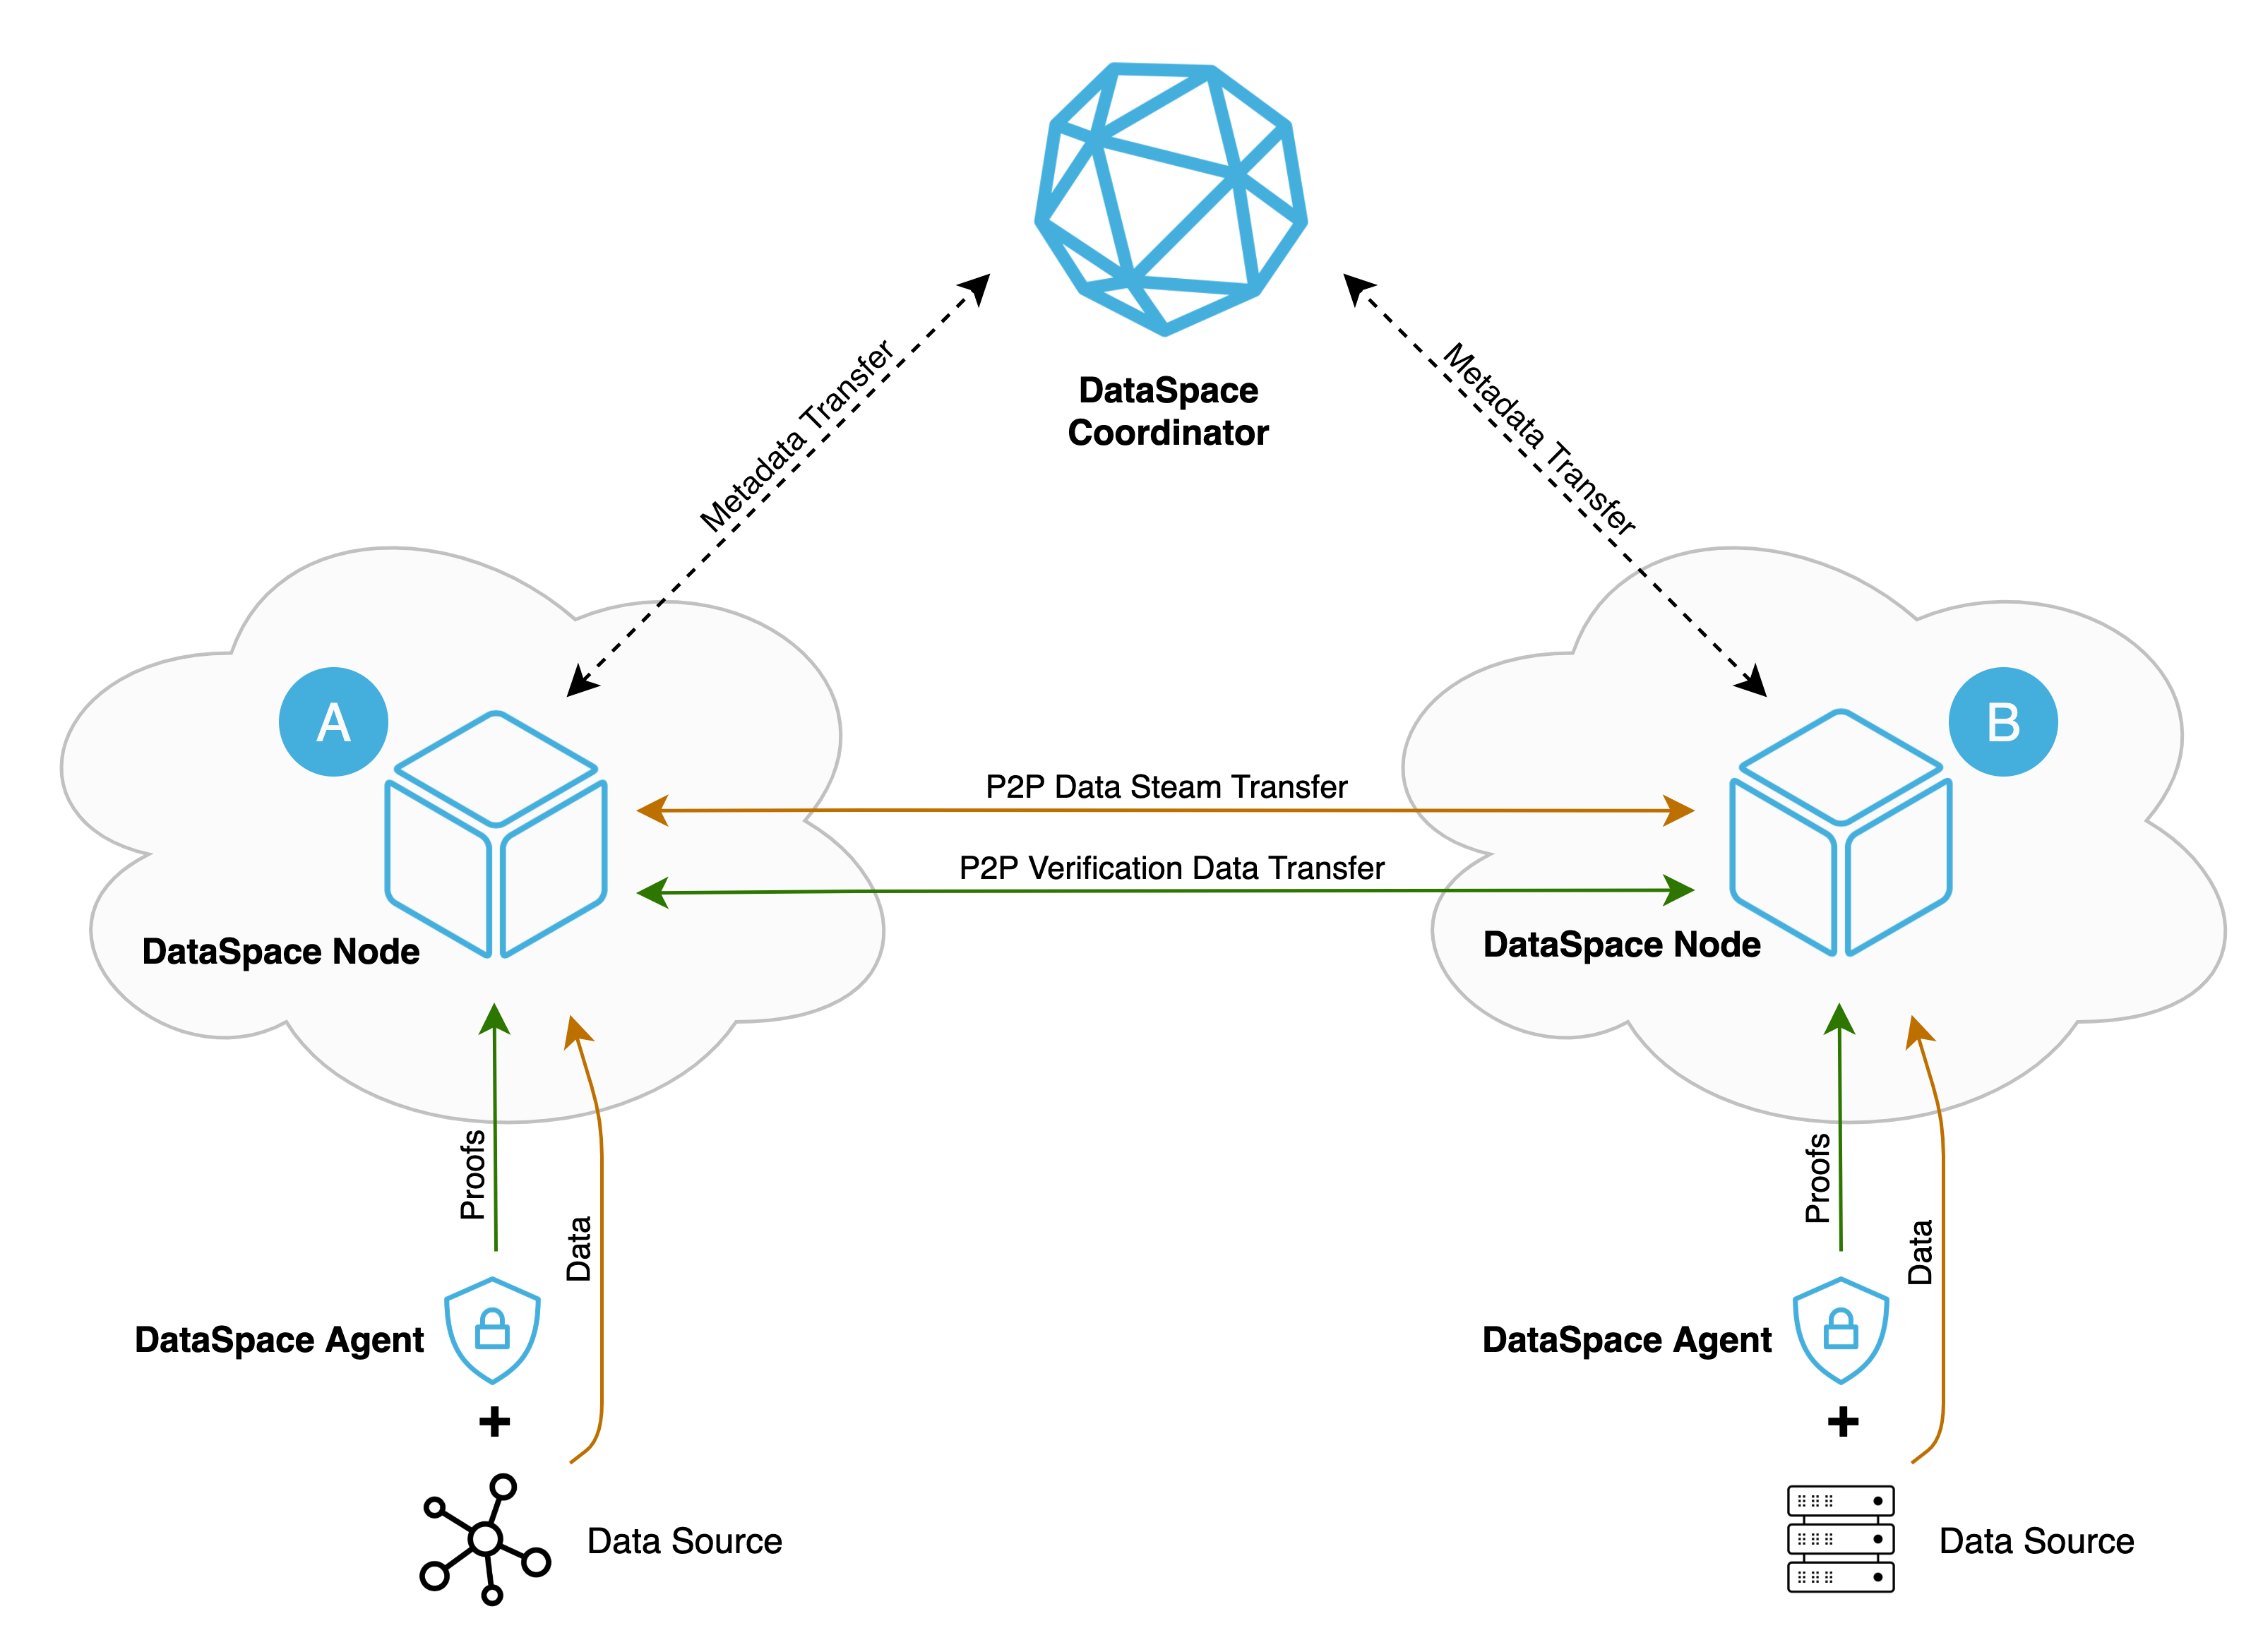 DataSpace
Coordinator
Metadata Transfer
Metadata Transfer
A
B
P2P Data Steam Transfer
P2P Verification Data Transfer
DataSpace Node
DataSpace Node
Proofs
Data
Proofs
Data
DataSpace Agent
DataSpace Agent
Data Source
Data Source